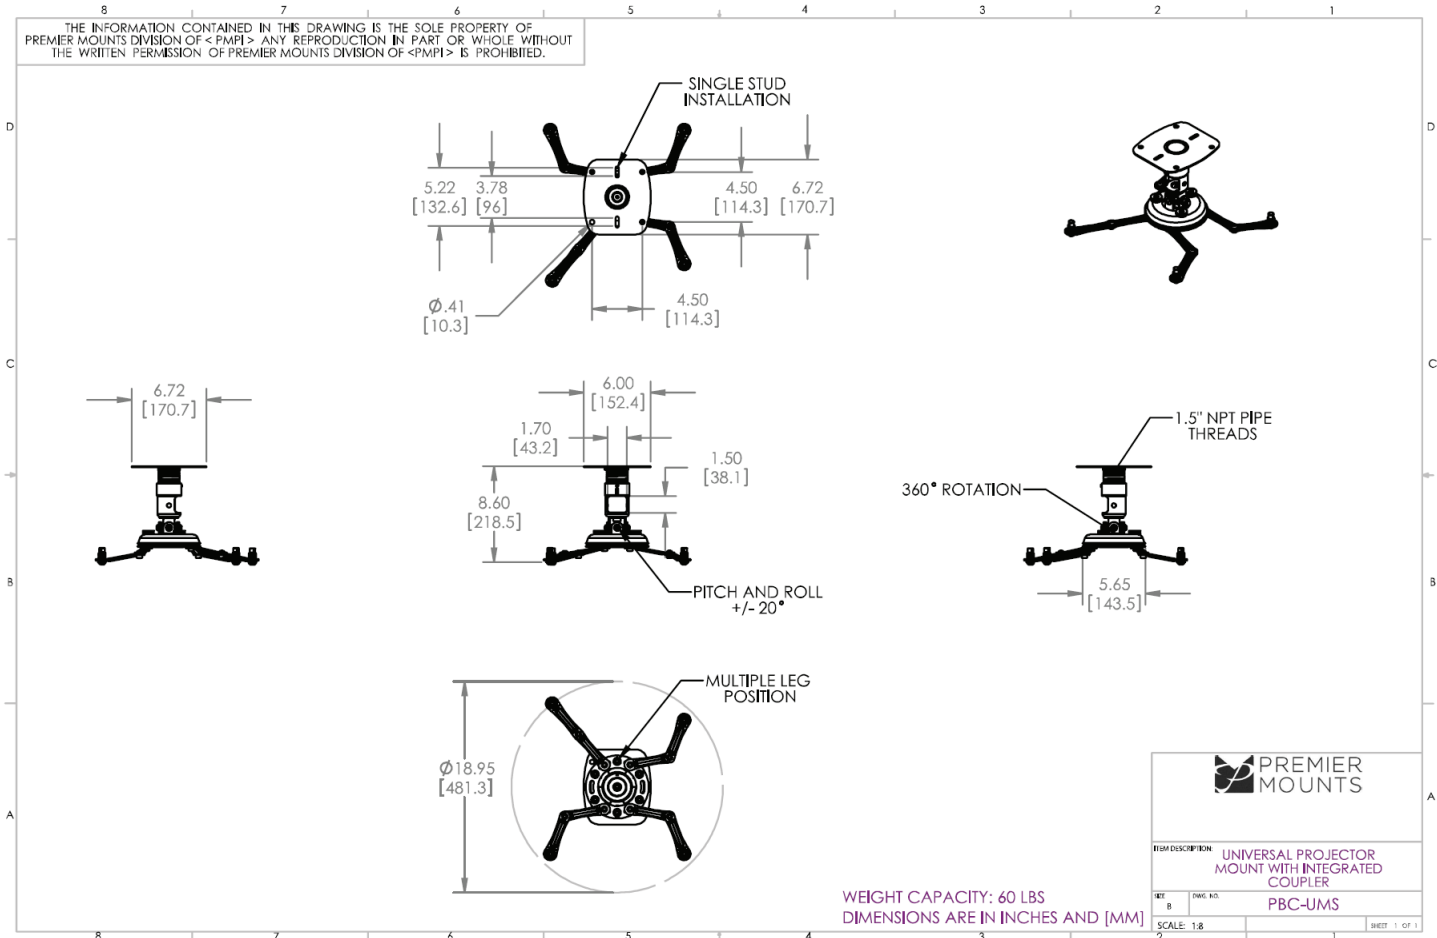 8 7 6 5 4 3 2 1
THE INFORMATION CONTAINED IN THIS DRAWING IS THE SOLE PROPERTY OF
PREMIER MOUNTS DIVISION OF <PMPI> ANY REPRODUCTION IN PART OR WHOLE WITHOUT
THE WRITTEN PERMISSION OF PREMIER MOUNTS DIVISION OF <PMPI> IS PROHIBITED.
D
D
SINGLE STUD
INSTALLATION
5.22
[132.6]
3.78
[96]
4.50
[114.3]
6.72
[170.7]
Ø.41
[10.3]
4.50
[114.3]
C
C
6.72
[170.7]
6.00
[152.4]
1.70
[43.2]
1.50
[38.1]
8.60
[218.5]
PITCH AND ROLL
+/- 20°
1.5" NPT PIPE
THREADS
360° ROTATION
5.65
[143.5]
B
B
MULTIPLE LEG
POSITION
Ø18.95
[481.3]
A
A
WEIGHT CAPACITY: 60 LBS
DIMENSIONS ARE IN INCHES AND [MM]
PREMIER
MOUNTS
ITEM DESCRIPTION:
UNIVERSAL PROJECTOR
MOUNT WITH INTEGRATED
COUPLER
SIZE
B
DWG. NO.
PBC-UMS
SCALE: 1:8
SHEET 1 OF 1
8 7 6 5 4 3 2 1